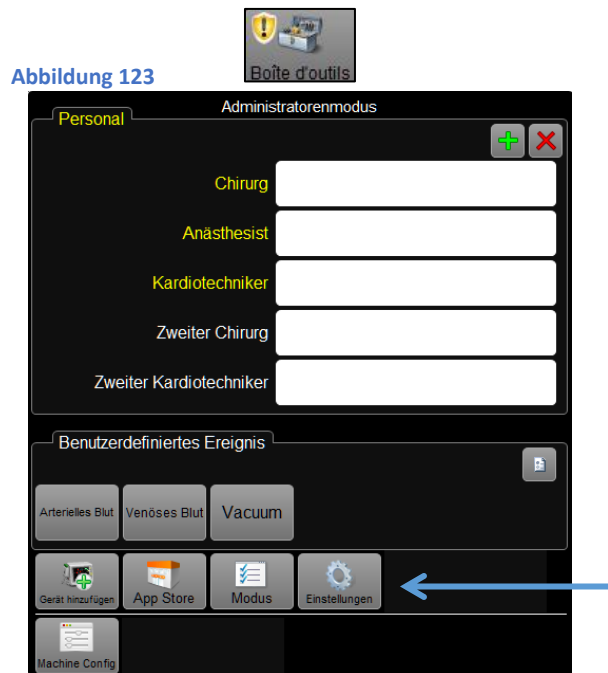 Boîte d'outils
Abbildung 123
Administratorenmodus
Personal
Chirurg
Anästhesist
Kardiotechniker
Zweiter Chirurg
Zweiter Kardiotechniker
Benutzerdefiniertes Ereignis
Arterielles Blut Venöses Blut Vacuum
Gerät hinzufügen App Store Modus Einstellungen
Machine Config